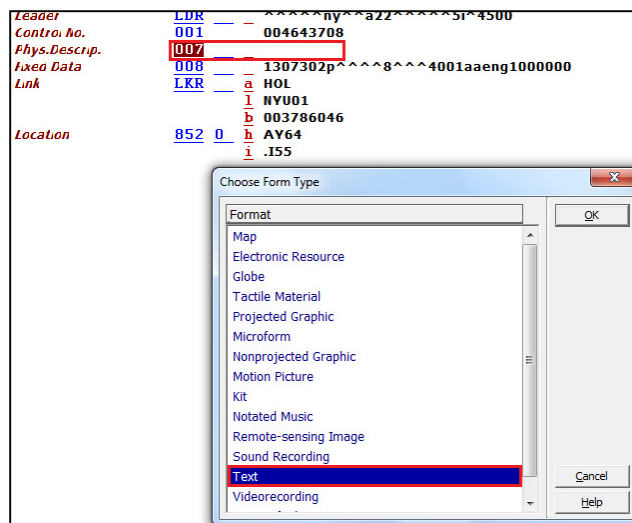 Leader LDR _ _ ^^^^^ny^^a22^^^^^5i^4500
Control No. 001 004643708
Phys.Descrip. 007 _ _
Fixed Data 008 _ _ 1307302p^^^^8^^^4001aaeng1000000
Link LKR _ a HOL
l NYU01
b 003786046
Location 852 0 _ h AY64
i .I55
Choose Form Type
Format
OK
Map
Electronic Resource
Globe
Tactile Material
Projected Graphic
Microform
Nonprojected Graphic
Motion Picture
Kit
Notated Music
Remote-sensing Image
Sound Recording
Text
Cancel
Videorecording
Help